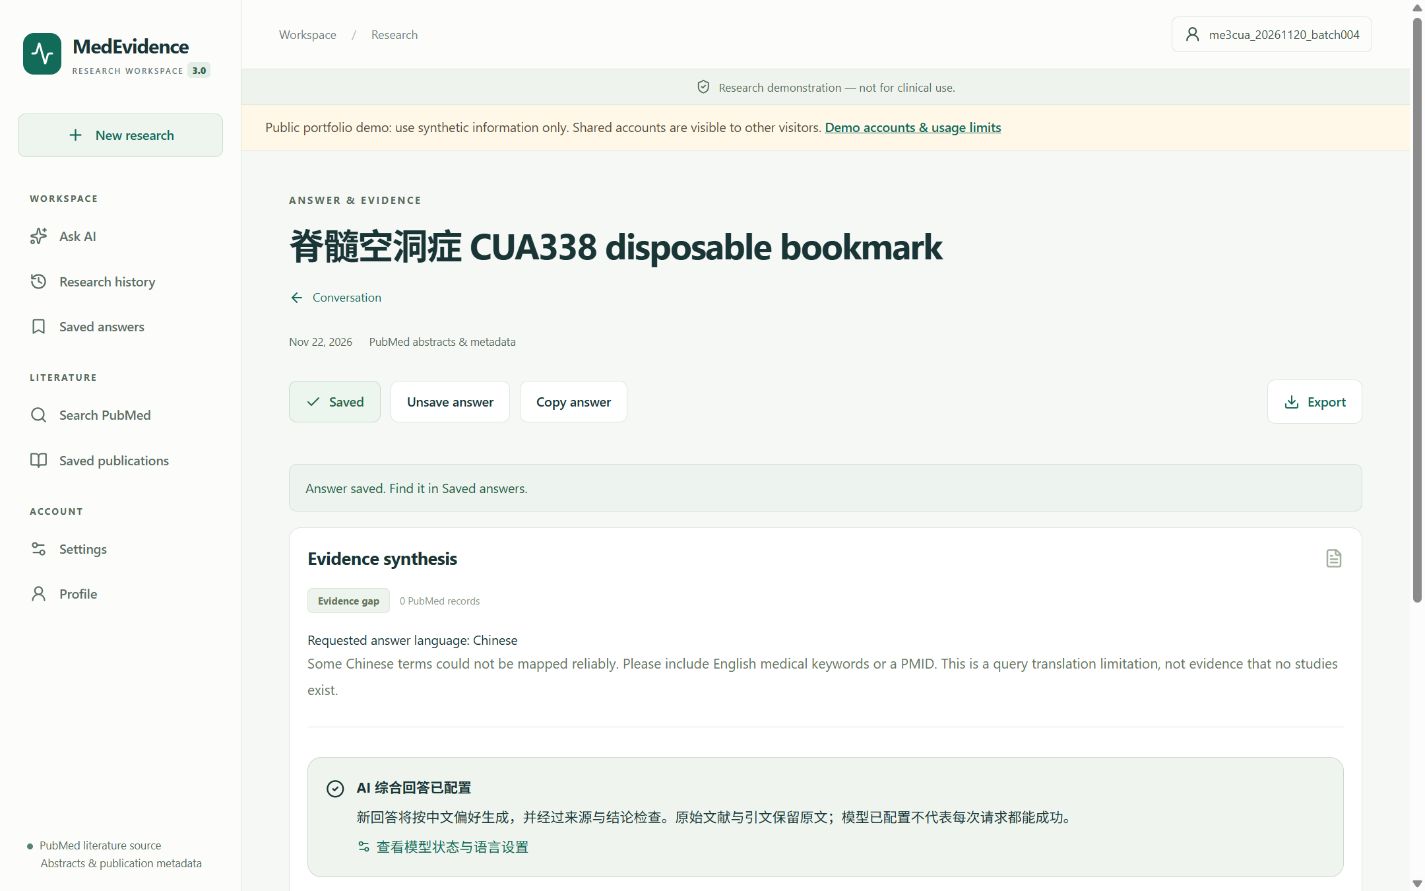 MedEvidence
RESEARCH WORKSPACE 3.0
New research
WORKSPACE
Ask AI
Research history
Saved answers
LITERATURE
Search PubMed
Saved publications
ACCOUNT
Settings
Profile
PubMed literature source
Abstracts & publication metadata
Workspace / Research
me3cua_20261120_batch004
Research demonstration — not for clinical use.
Public portfolio demo: use synthetic information only. Shared accounts are visible to other visitors. Demo accounts & usage limits
ANSWER & EVIDENCE
脊髓空洞症 CUA338 disposable bookmark
Conversation
Nov 22, 2026 PubMed abstracts & metadata
Saved Unsave answer Copy answer Export
Answer saved. Find it in Saved answers.
Evidence synthesis
Evidence gap 0 PubMed records
Requested answer language: Chinese
Some Chinese terms could not be mapped reliably. Please include English medical keywords or a PMID. This is a query translation limitation, not evidence that no studies
exist.
AI 综合回答已配置
新回答将按中文偏好生成，并经过来源与结论检查。原始文献与引文保留原文；模型已配置不代表每次请求都能成功。
查看模型状态与语言设置